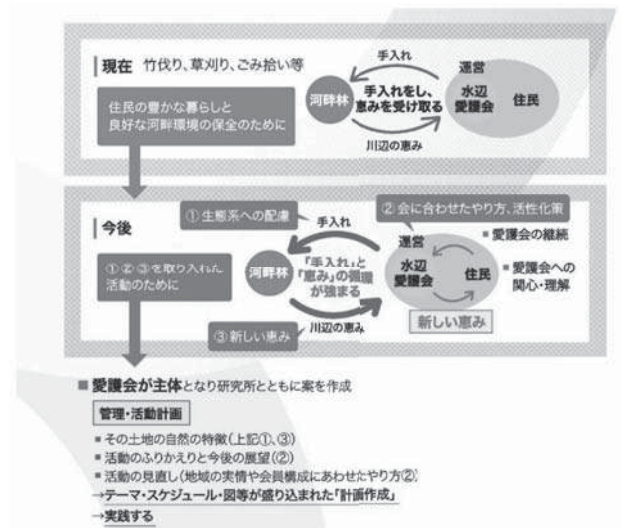 現在 竹伐り、草刈り、ごみ拾い等
住民の豊かな暮らしと
良好な河畔環境の保全のために
手入れ
運営
河畔林
手入れをし、
恵みを受け取る
水辺
愛護会
住民
川辺の恵み
今後
①生態系への配慮
②会に合わせたやり方、活性化策
①②③を取り入れた
活動のために
手入れ
運営
■愛護会の継続
河畔林
「手入れ」と
「恵み」の循環
が強まる
水辺
愛護会
住民
■愛護会への
関心・理解
③新しい恵み
川辺の恵み
新しい恵み
■愛護会が主体となり研究所とともに案を作成
管理・活動計画
■その土地の自然の特徴(上記①、③)
■活動のふりかえりと今後の展望(②)
■活動の見直し(地域の実情や会員構成にあわせたやり方②)
→テーマ・スケジュール・図等が盛り込まれた「計画作成」
→実践する